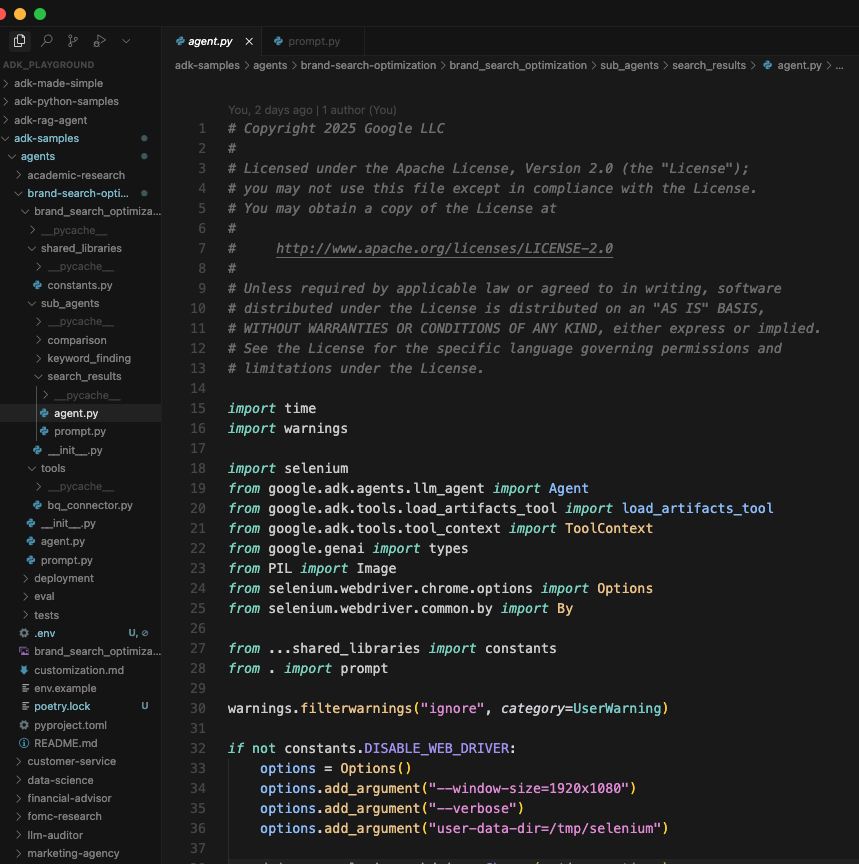 ADK_PLAYGROUND
adk-made-simple
adk-python-samples
adk-rag-agent
adk-samples
agents
academic-research
brand-search-opti...
brand_search_optimiza...
__pycache__
shared_libraries
__pycache__
constants.py
sub_agents
__pycache__
comparison
keyword_finding
search_results
__pycache__
agent.py
prompt.py
__init__.py
tools
__pycache__
bq_connector.py
__init__.py
agent.py
prompt.py
deployment
eval
tests
.env U,
brand_search_optimiza...
customization.md
env.example
poetry.lock U
pyproject.toml
README.md
customer-service
data-science
financial-advisor
fomc-research
llm-auditor
marketing-agency
agent.py × prompt.py
adk-samples > agents > brand-search-optimization > brand_search_optimization > sub_agents > search_results > agent.py > ...
You, 2 days ago | 1 author (You)
1 # Copyright 2025 Google LLC
2 #
3 # Licensed under the Apache License, Version 2.0 (the "License");
4 # you may not use this file except in compliance with the License.
5 # You may obtain a copy of the License at
6 #
7 #     http://www.apache.org/licenses/LICENSE-2.0
8 #
9 # Unless required by applicable law or agreed to in writing, software
10 # distributed under the License is distributed on an "AS IS" BASIS,
11 # WITHOUT WARRANTIES OR CONDITIONS OF ANY KIND, either express or implied.
12 # See the License for the specific language governing permissions and
13 # limitations under the License.
14
15 import time
16 import warnings
17
18 import selenium
19 from google.adk.agents.llm_agent import Agent
20 from google.adk.tools.load_artifacts_tool import load_artifacts_tool
21 from google.adk.tools.tool_context import ToolContext
22 from google.genai import types
23 from PIL import Image
24 from selenium.webdriver.chrome.options import Options
25 from selenium.webdriver.common.by import By
26
27 from ...shared_libraries import constants
28 from . import prompt
29
30 warnings.filterwarnings("ignore", category=UserWarning)
31
32 if not constants.DISABLE_WEB_DRIVER:
33     options = Options()
34     options.add_argument("--window-size=1920x1080")
35     options.add_argument("--verbose")
36     options.add_argument("user-data-dir=/tmp/selenium")
37